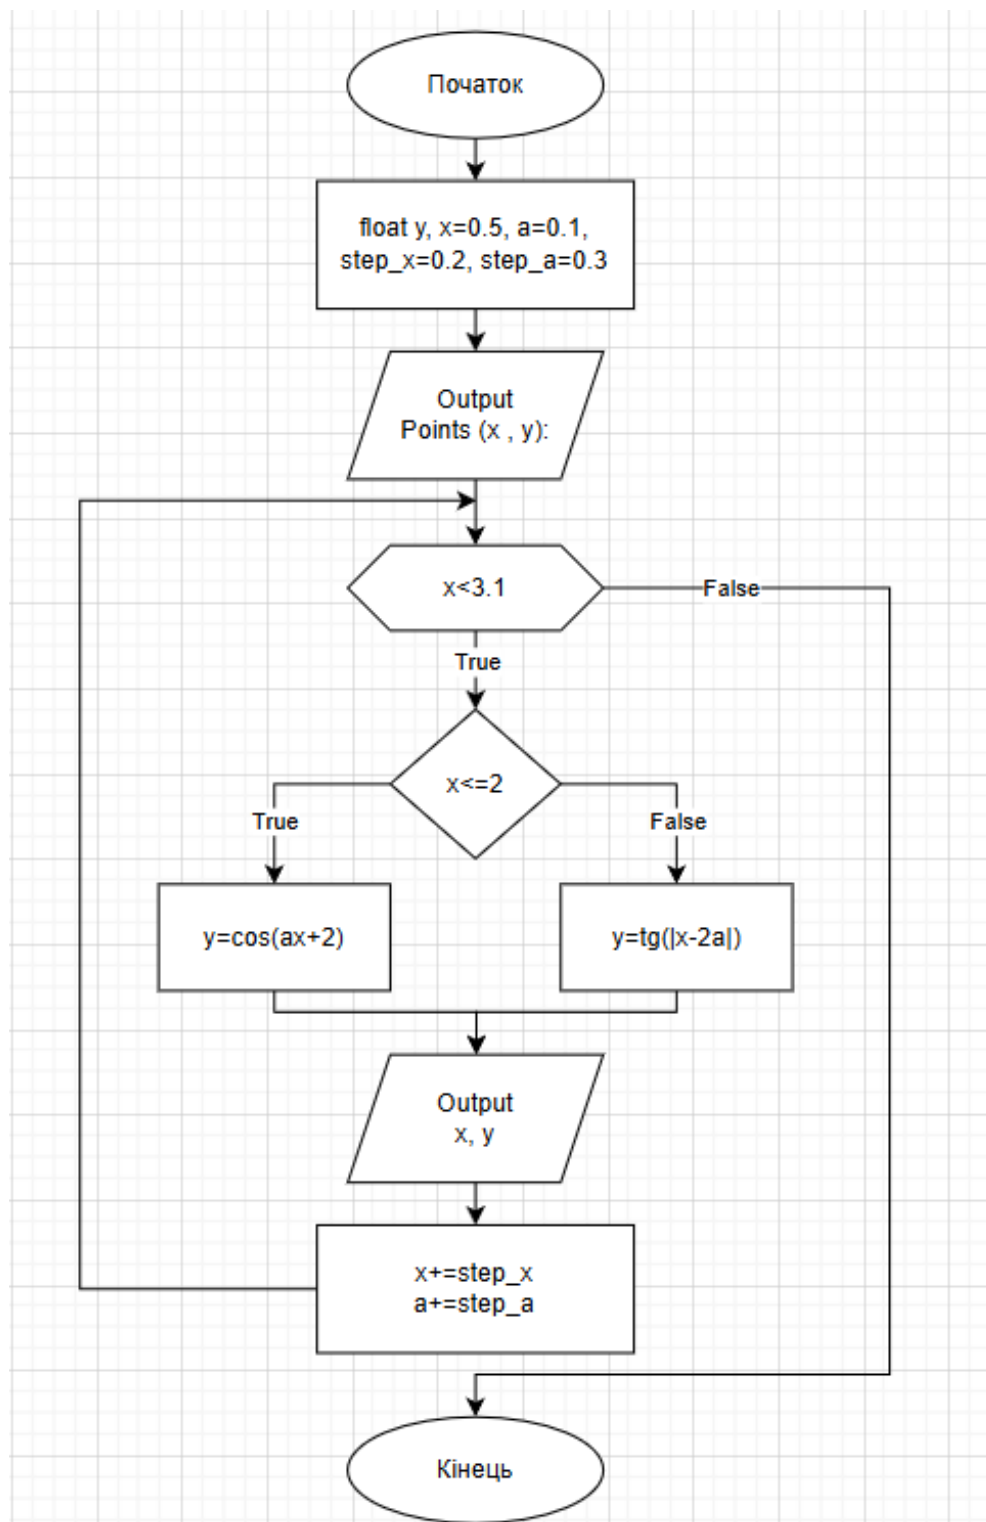 Початок
float y, x=0.5, a=0.1,
step_x=0.2, step_a=0.3
Output
Points (x , y):
x<3.1
False
True
x<=2
True
False
y=cos(ax+2)
y=tg(|x-2a|)
Output
x, y
x+=step_x
a+=step_a
Кінець